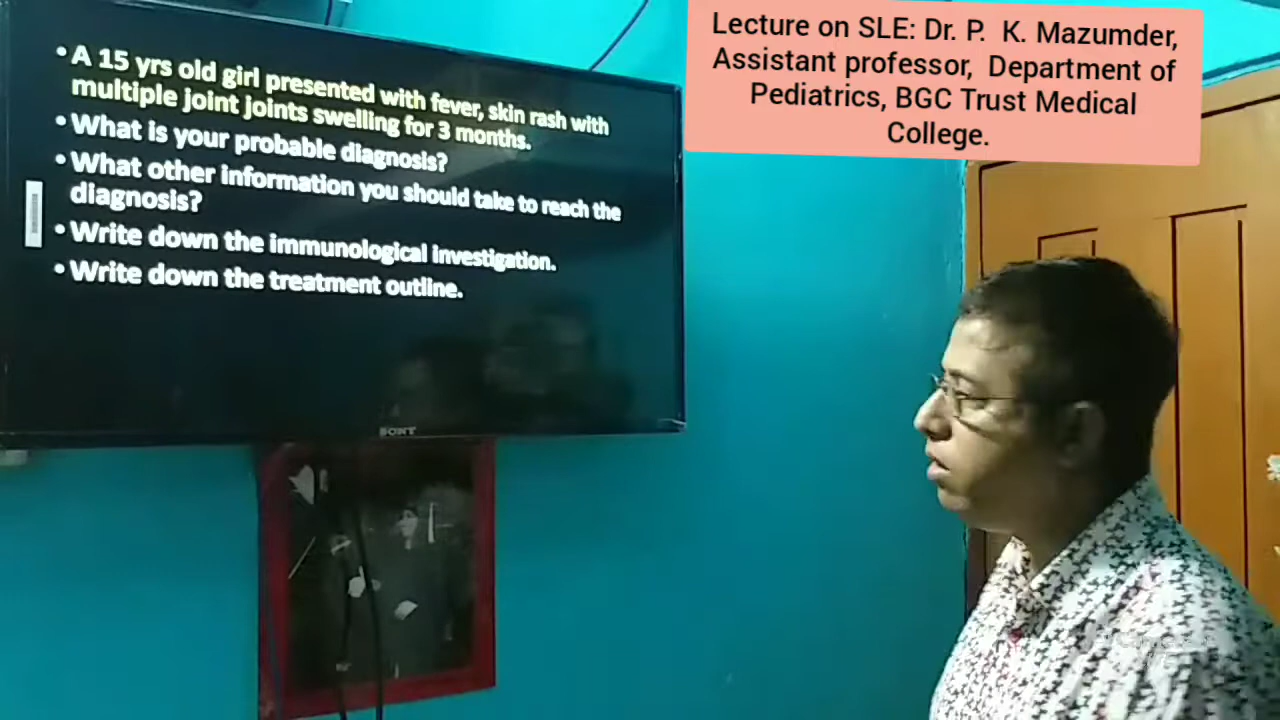 • A 15 yrs old girl presented with fever, skin rash with
multiple joint joints swelling for 3 months.
• What is your probable diagnosis?
• What other information you should take to reach the
diagnosis?
• Write down the immunological investigation.
• Write down the treatment outline.
SONY
Lecture on SLE: Dr. P. K. Mazumder,
Assistant professor, Department of
Pediatrics, BGC Trust Medical
College.